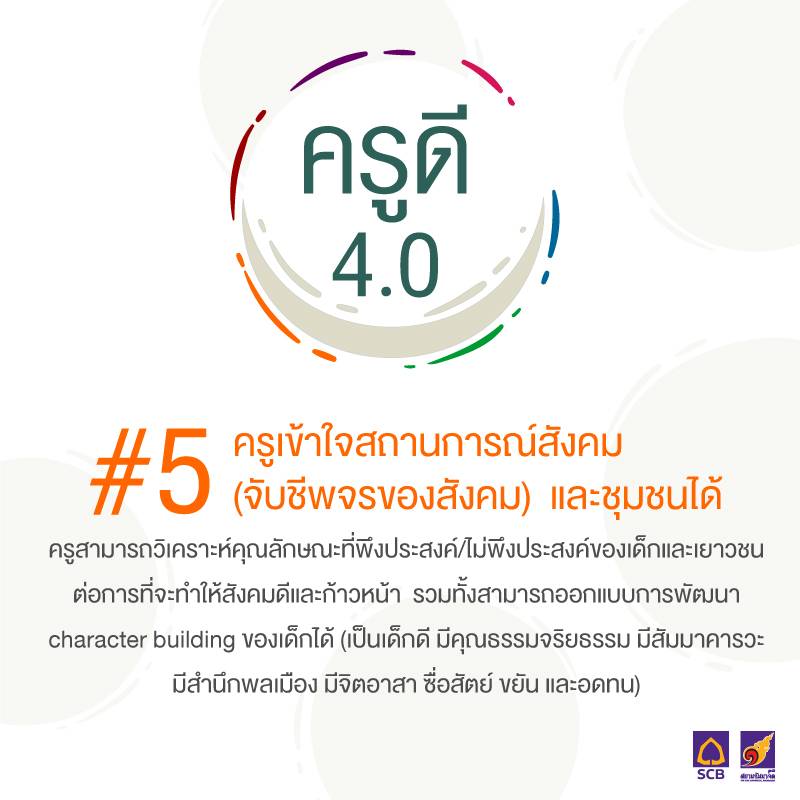 ครูดี
4.0
#5
ครูเข้าใจสถานการณ์สังคม
(จับชีพจรของสังคม) และชุมชนได้
ครูสามารถวิเคราะห์คุณลักษณะที่พึงประสงค์/ไม่พึงประสงค์ของเด็กและเยาวชน
ต่อการที่จะทำให้สังคมดีและก้าวหน้า รวมทั้งสามารถออกแบบการพัฒนา
character building ของเด็กได้ (เป็นเด็กดี มีคุณธรรมจริยธรรม มีสัมมาคารวะ
มีสำนึกพลเมือง มีจิตอาสา ซื่อสัตย์ ขยัน และอดทน)
SCB